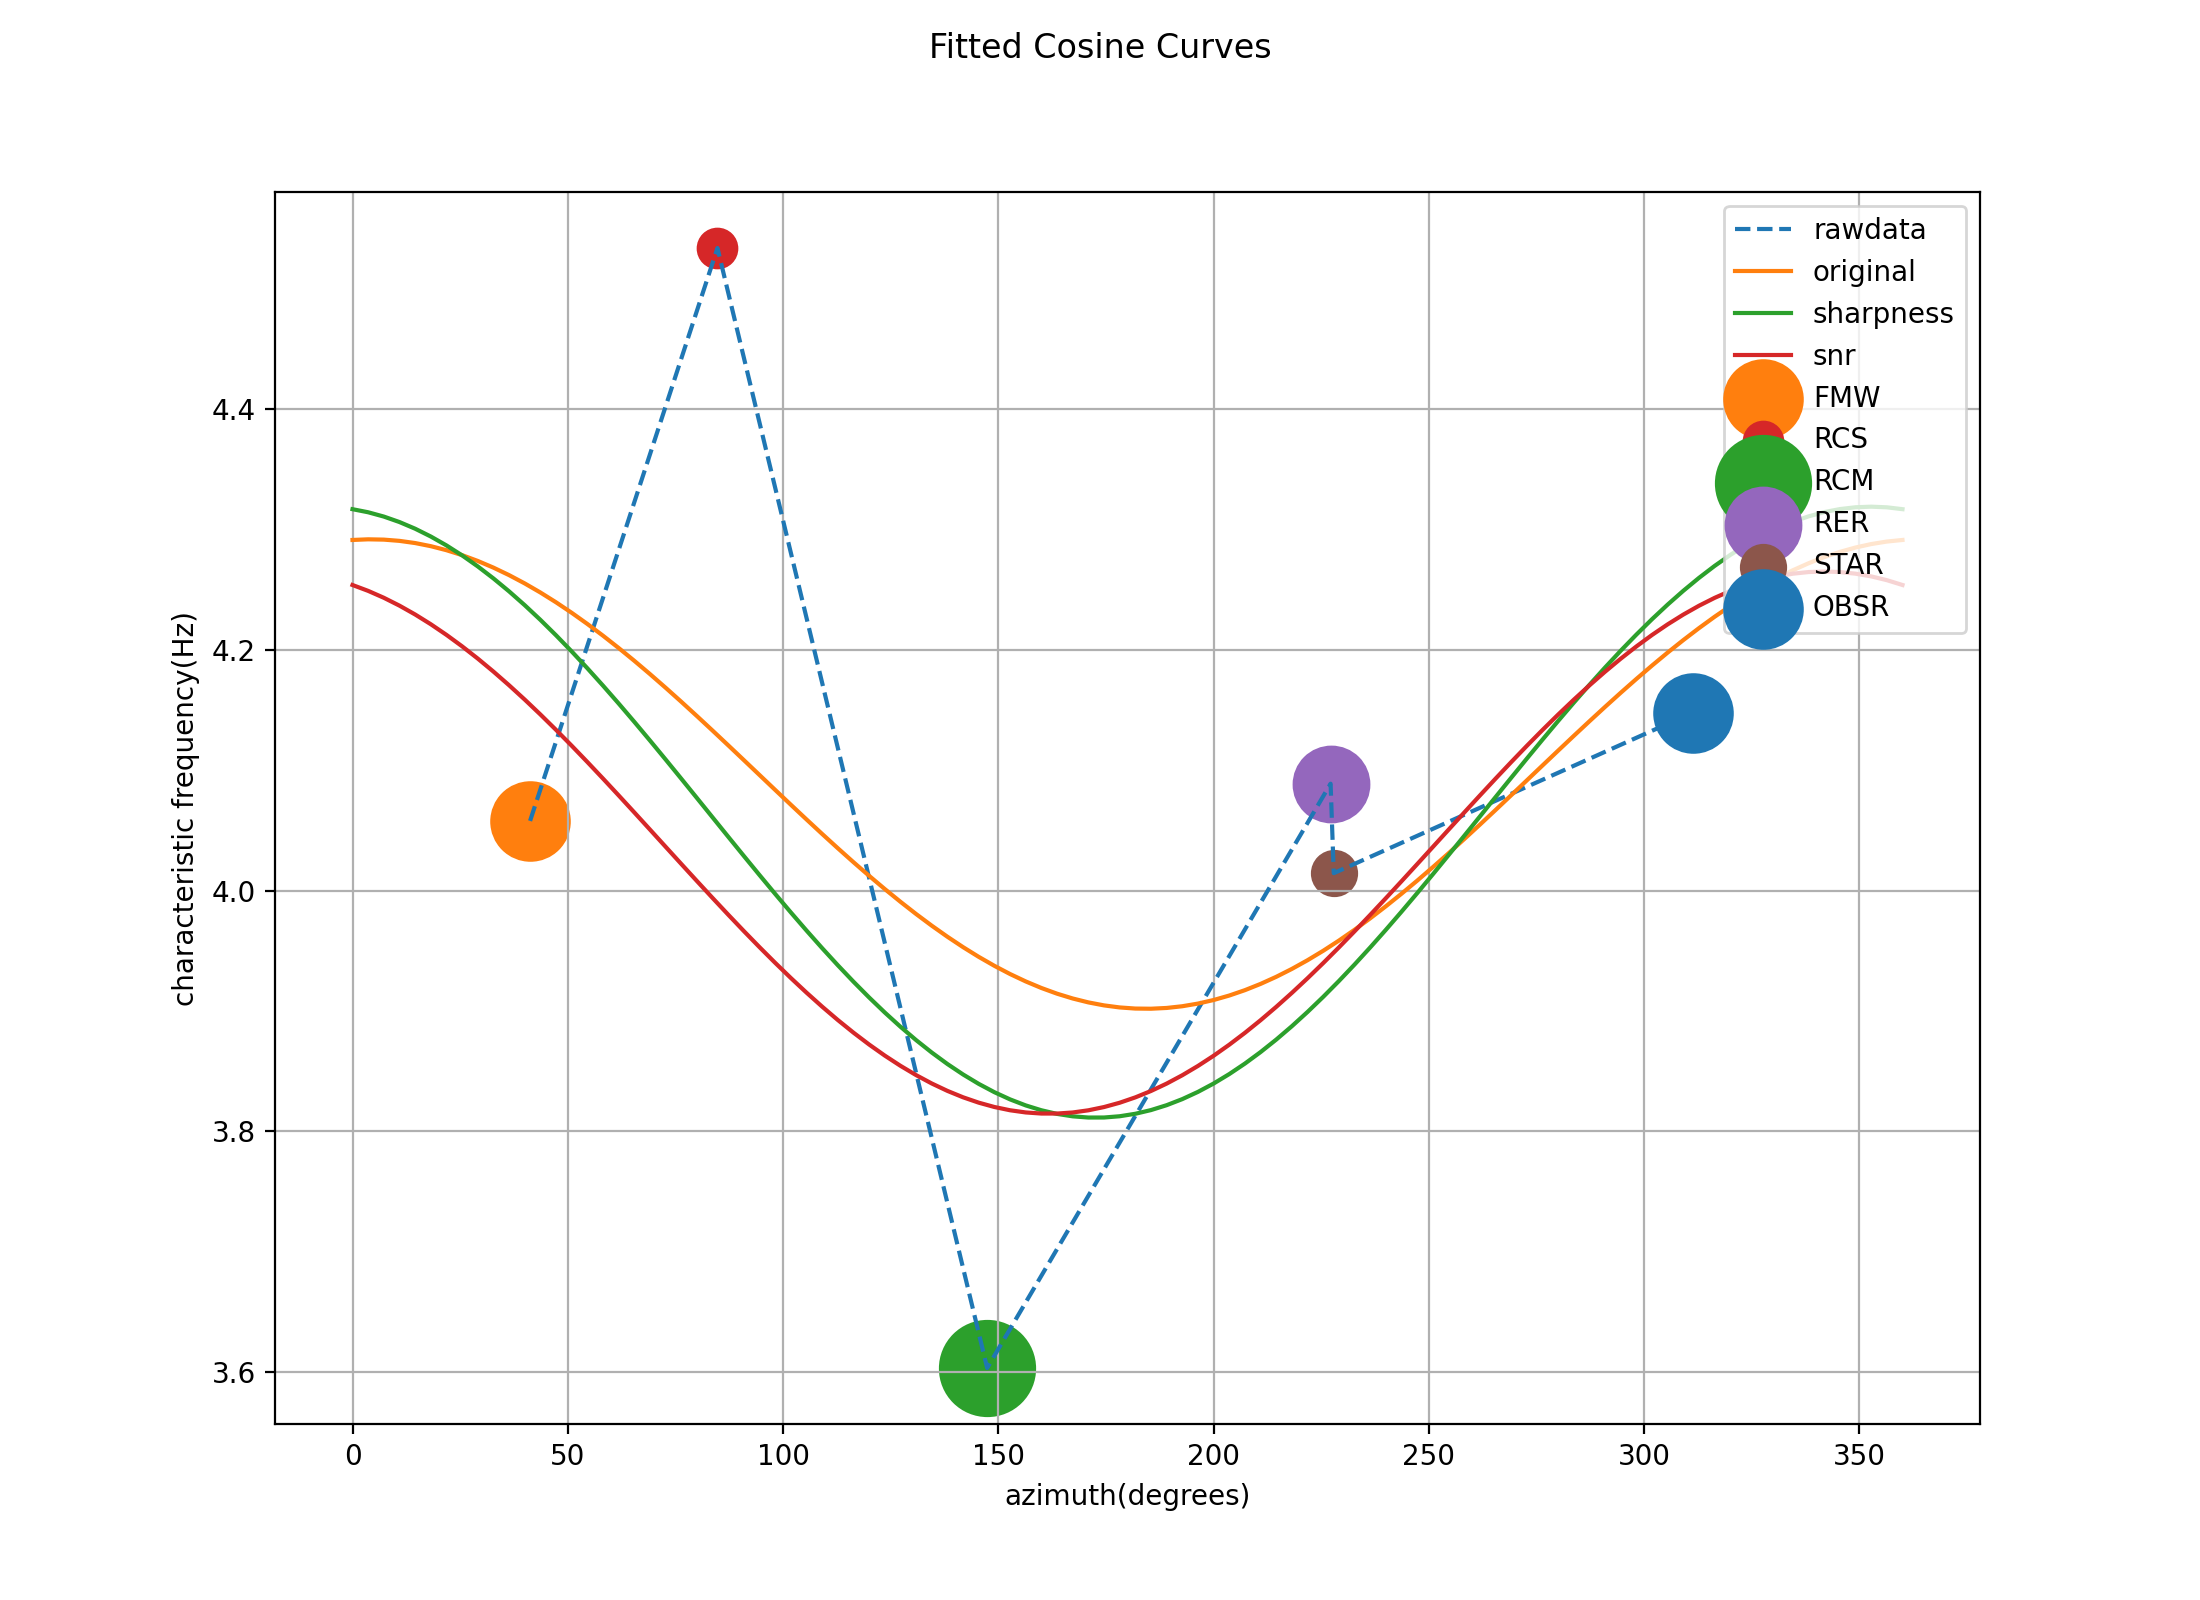 Fitted Cosine Curves
rawdata
original
sharpness
snr
FMW
RCS
RCM
RER
STAR
OBSR
characteristic frequency(Hz)
4.4
4.2
4.0
3.8
3.6
0 50 100 150 200 250 300 350
azimuth(degrees)